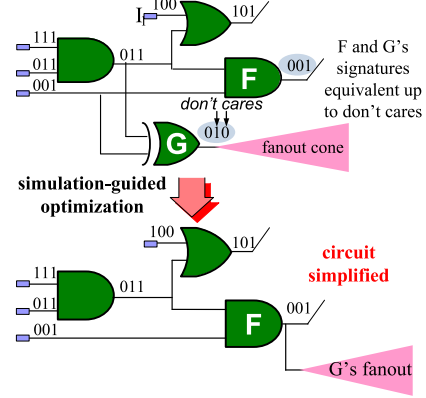 I
100
101
111
011
001
011
F
001
F and G's
signatures
equivalent up
to don't cares
don't cares
010
G
fanout cone
simulation-guided
optimization
100
101
circuit
simplified
111
011
001
011
F
001
G's fanout